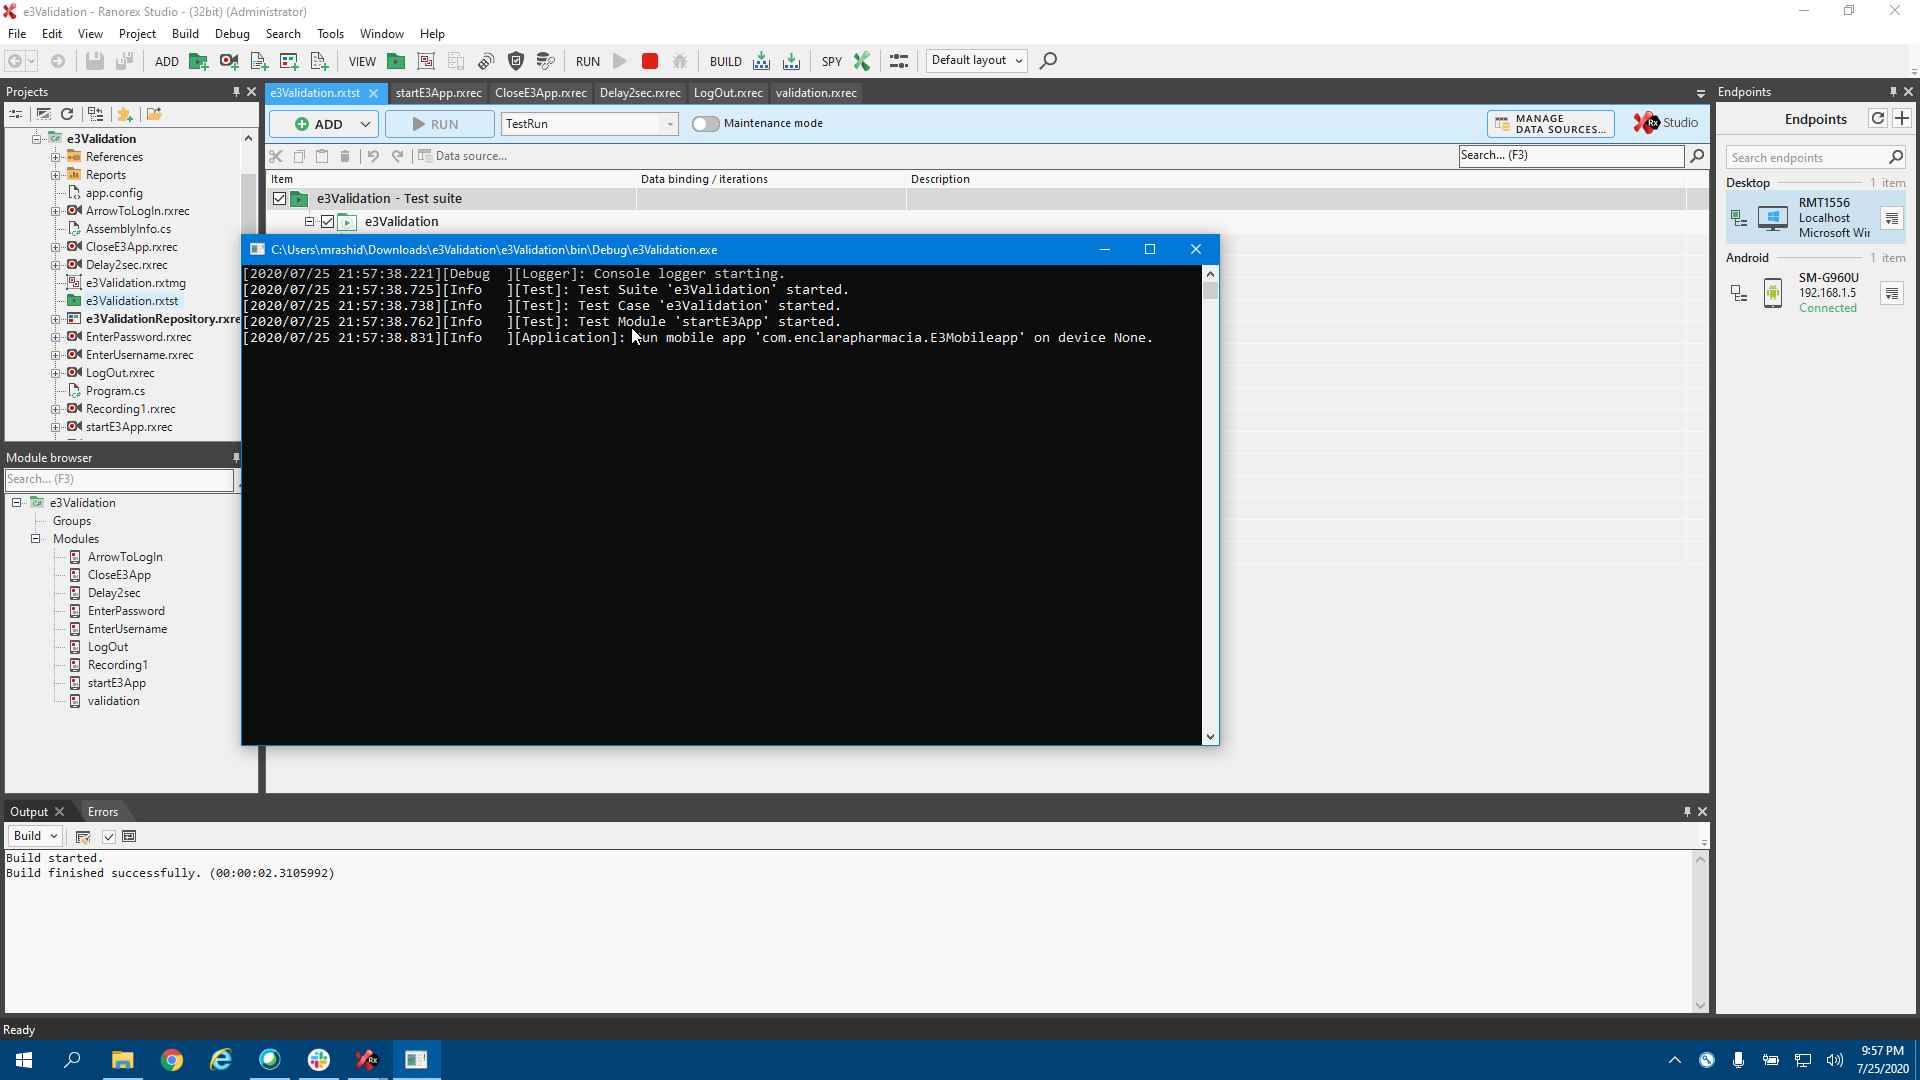 e3Validation - Ranorex Studio - (32bit) (Administrator)
File Edit View Project Build Debug Search Tools Window Help
ADD VIEW RUN BUILD SPY Default layout
Projects
e3Validation
References
Reports
app.config
ArrowToLogIn.rxrec
AssemblyInfo.cs
CloseE3App.rxrec
Delay2sec.rxrec
e3Validation.rxtmg
e3Validation.rxtst
e3ValidationRepository.rxre
EnterPassword.rxrec
EnterUsername.rxrec
LogOut.rxrec
Program.cs
Recording1.rxrec
startE3App.rxrec
Module browser
Search... (F3)
e3Validation
Groups
Modules
ArrowToLogIn
CloseE3App
Delay2sec
EnterPassword
EnterUsername
LogOut
Recording1
startE3App
validation
e3Validation.rxtst startE3App.rxrec CloseE3App.rxrec Delay2sec.rxrec LogOut.rxrec validation.rxrec
ADD RUN TestRun Maintenance mode
MANAGE
DATA SOURCES...
Rx Studio
Data source...
Search... (F3)
Item Data binding / iterations Description
e3Validation - Test suite
e3Validation
C:\Users\mrashid\Downloads\e3Validation\e3Validation\bin\Debug\e3Validation.exe
[2020/07/25 21:57:38.221][Debug ][Logger]: Console logger starting.
[2020/07/25 21:57:38.725][Info ][Test]: Test Suite 'e3Validation' started.
[2020/07/25 21:57:38.738][Info ][Test]: Test Case 'e3Validation' started.
[2020/07/25 21:57:38.762][Info ][Test]: Test Module 'startE3App' started.
[2020/07/25 21:57:38.831][Info ][Application]: Run mobile app 'com.enclarapharmacia.E3Mobileapp' on device None.
Endpoints
Endpoints
Search endpoints
Desktop 1 item
RMT1556
Localhost
Microsoft Wir
Android 1 item
SM-G960U
192.168.1.5
Connected
Output Errors
Build
Build started.
Build finished successfully. (00:00:02.3105992)
Ready
9:57 PM
7/25/2020